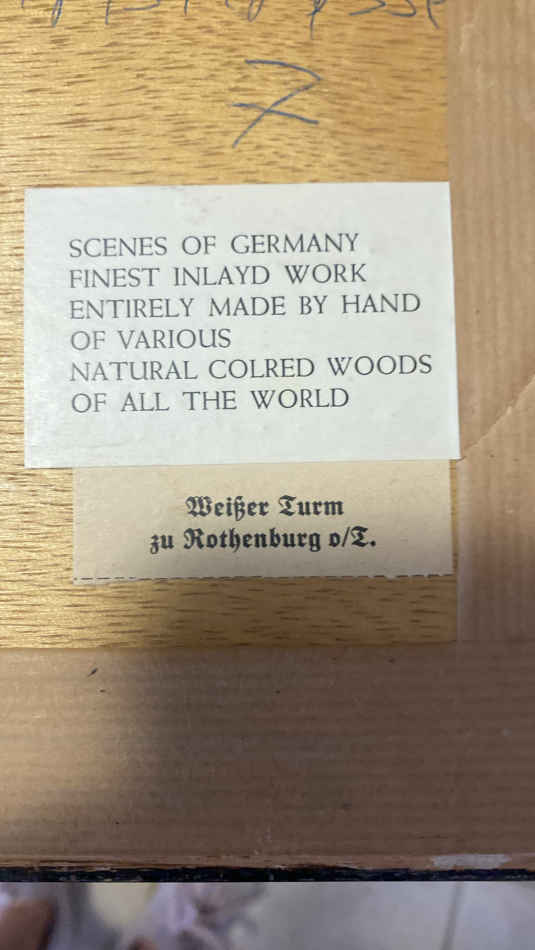 7
SCENES OF GERMANY
FINEST INLAYD WORK
ENTIRELY MADE BY HAND
OF VARIOUS
NATURAL COLRED WOODS
OF ALL THE WORLD
Weißer Turm
zu Rothenburg o/T.